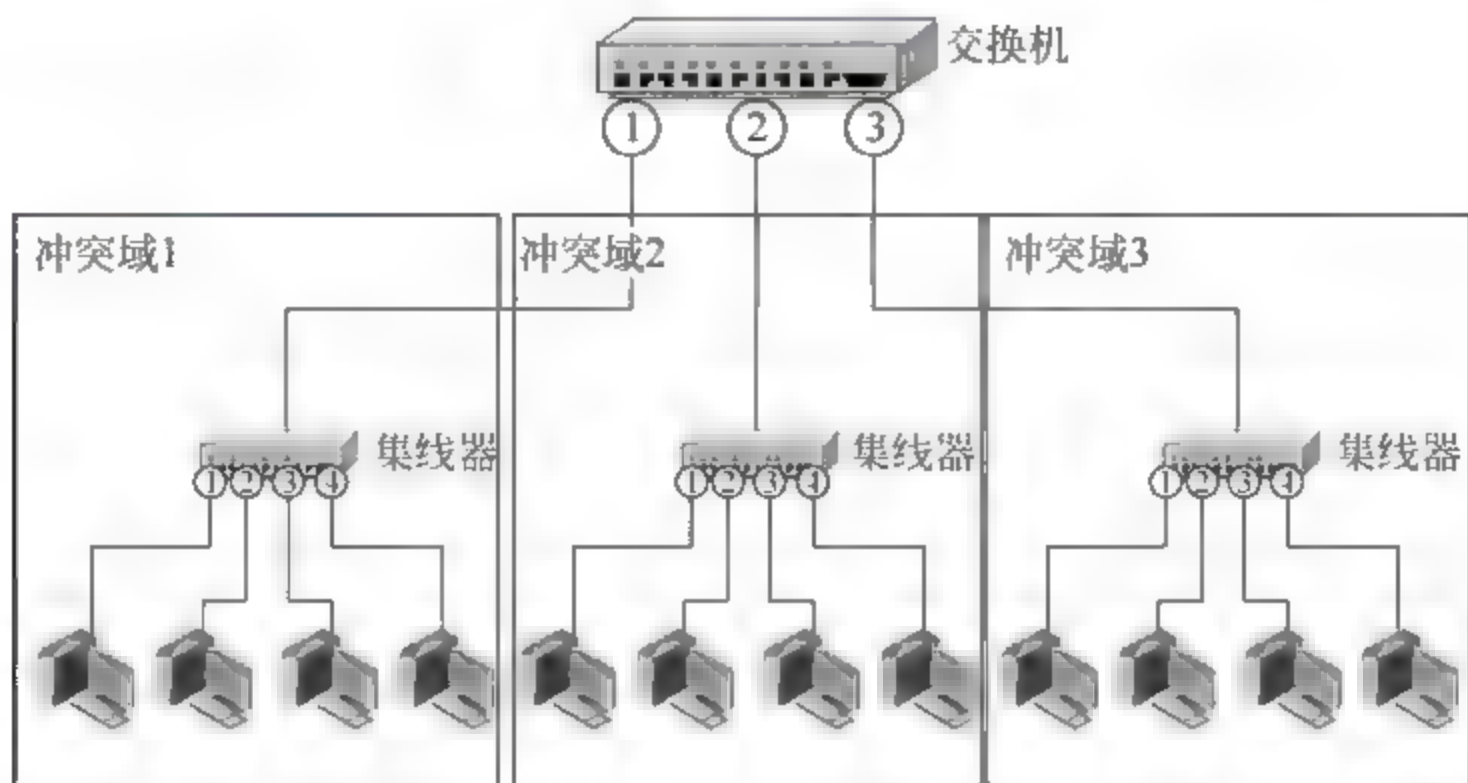 交换机
① ② ③
冲突域1 冲突域2 冲突域3
集线器 集线器 集线器
① ② ③ ④ ① ② ③ ④ ① ② ③ ④